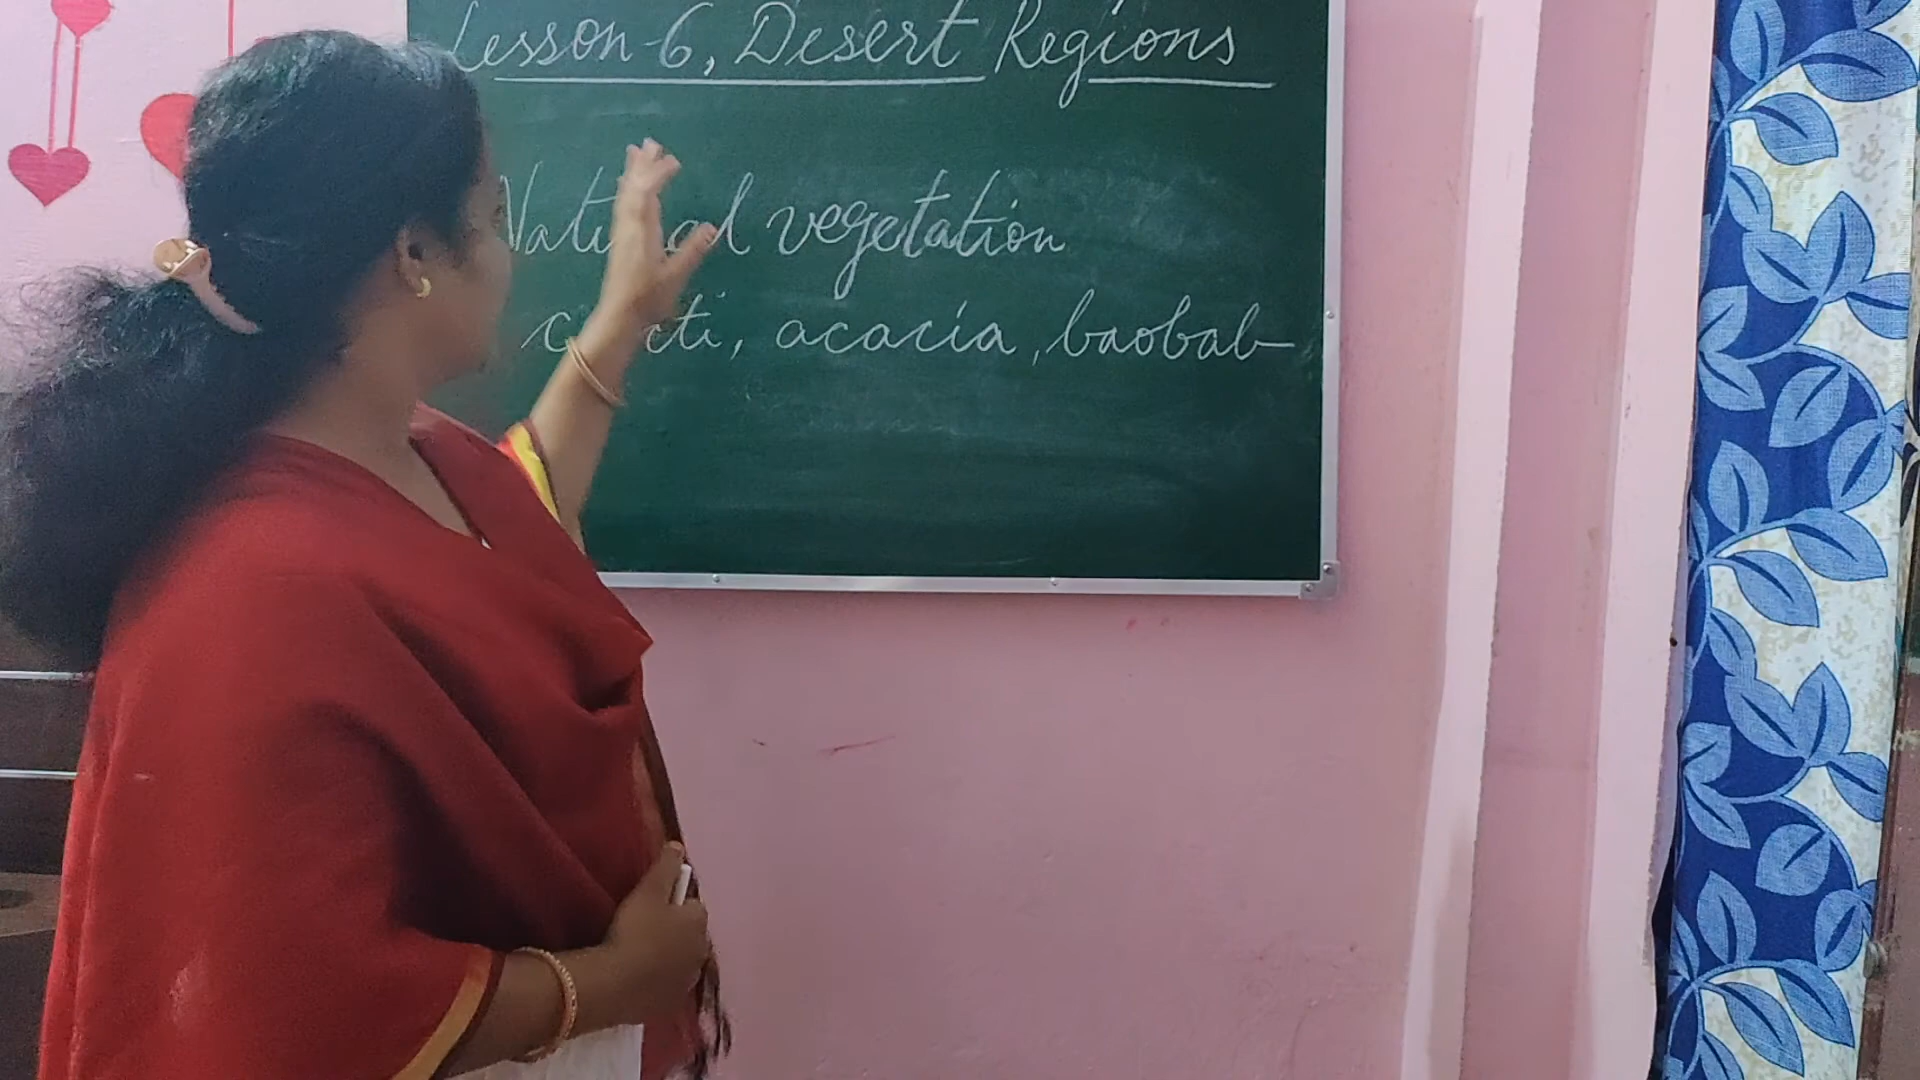 Lesson-6, Desert Regions
Natural vegetation
cacti, acacia, baobab